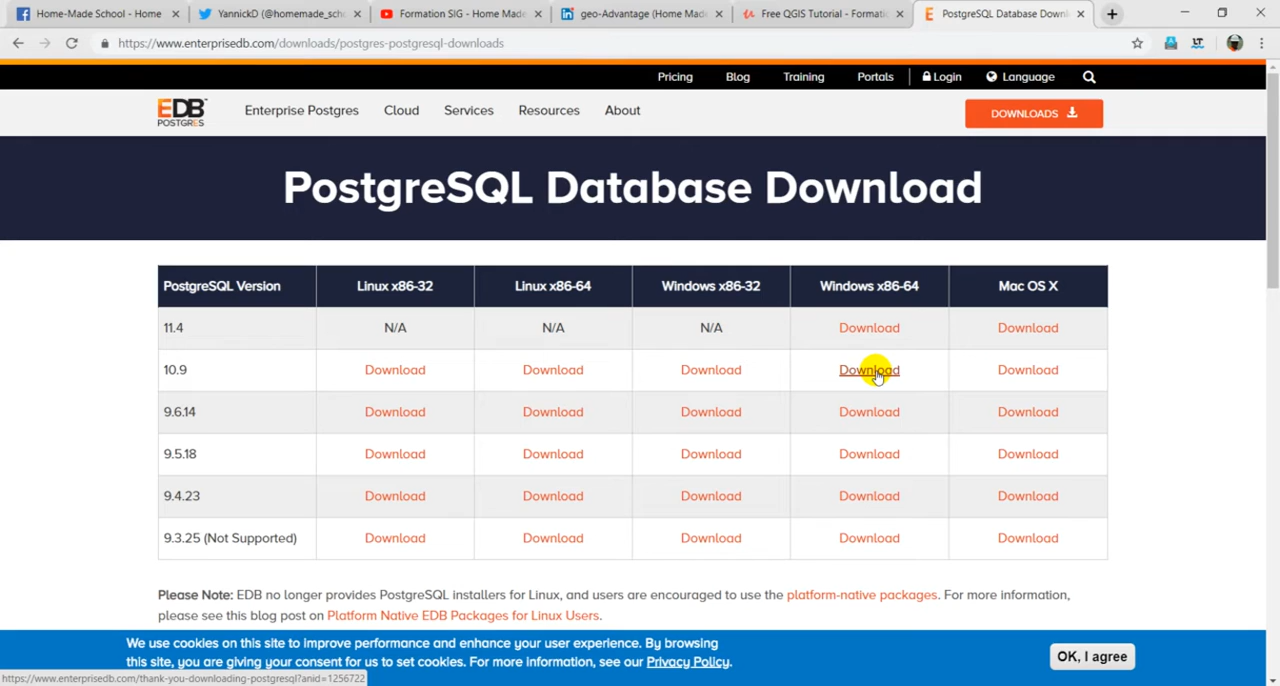 Home-Made School - Home
YannickD (@homemade_sch
Formation SIG - Home Made
geo-Advantage (Home Made
Free QGIS Tutorial - Formatio
PostgreSQL Database Downl
https://www.enterprisedb.com/downloads/postgres-postgresql-downloads
Pricing Blog Training Portals Login Language
EDB POSTGRES
Enterprise Postgres Cloud Services Resources About
DOWNLOADS
PostgreSQL Database Download
PostgreSQL Version Linux x86-32 Linux x86-64 Windows x86-32 Windows x86-64 Mac OS X
11.4 N/A N/A N/A Download Download
10.9 Download Download Download Download Download
9.6.14 Download Download Download Download Download
9.5.18 Download Download Download Download Download
9.4.23 Download Download Download Download Download
9.3.25 (Not Supported) Download Download Download Download Download
Please Note: EDB no longer provides PostgreSQL installers for Linux, and users are encouraged to use the platform-native packages. For more information,
please see this blog post on Platform Native EDB Packages for Linux Users.
We use cookies on this site to improve performance and enhance your user experience. By browsing
this site, you are giving your consent for us to set cookies. For more information, see our Privacy Policy.
OK, I agree
https://www.enterprisedb.com/thank-you-downloading-postgresql?anid=1256722